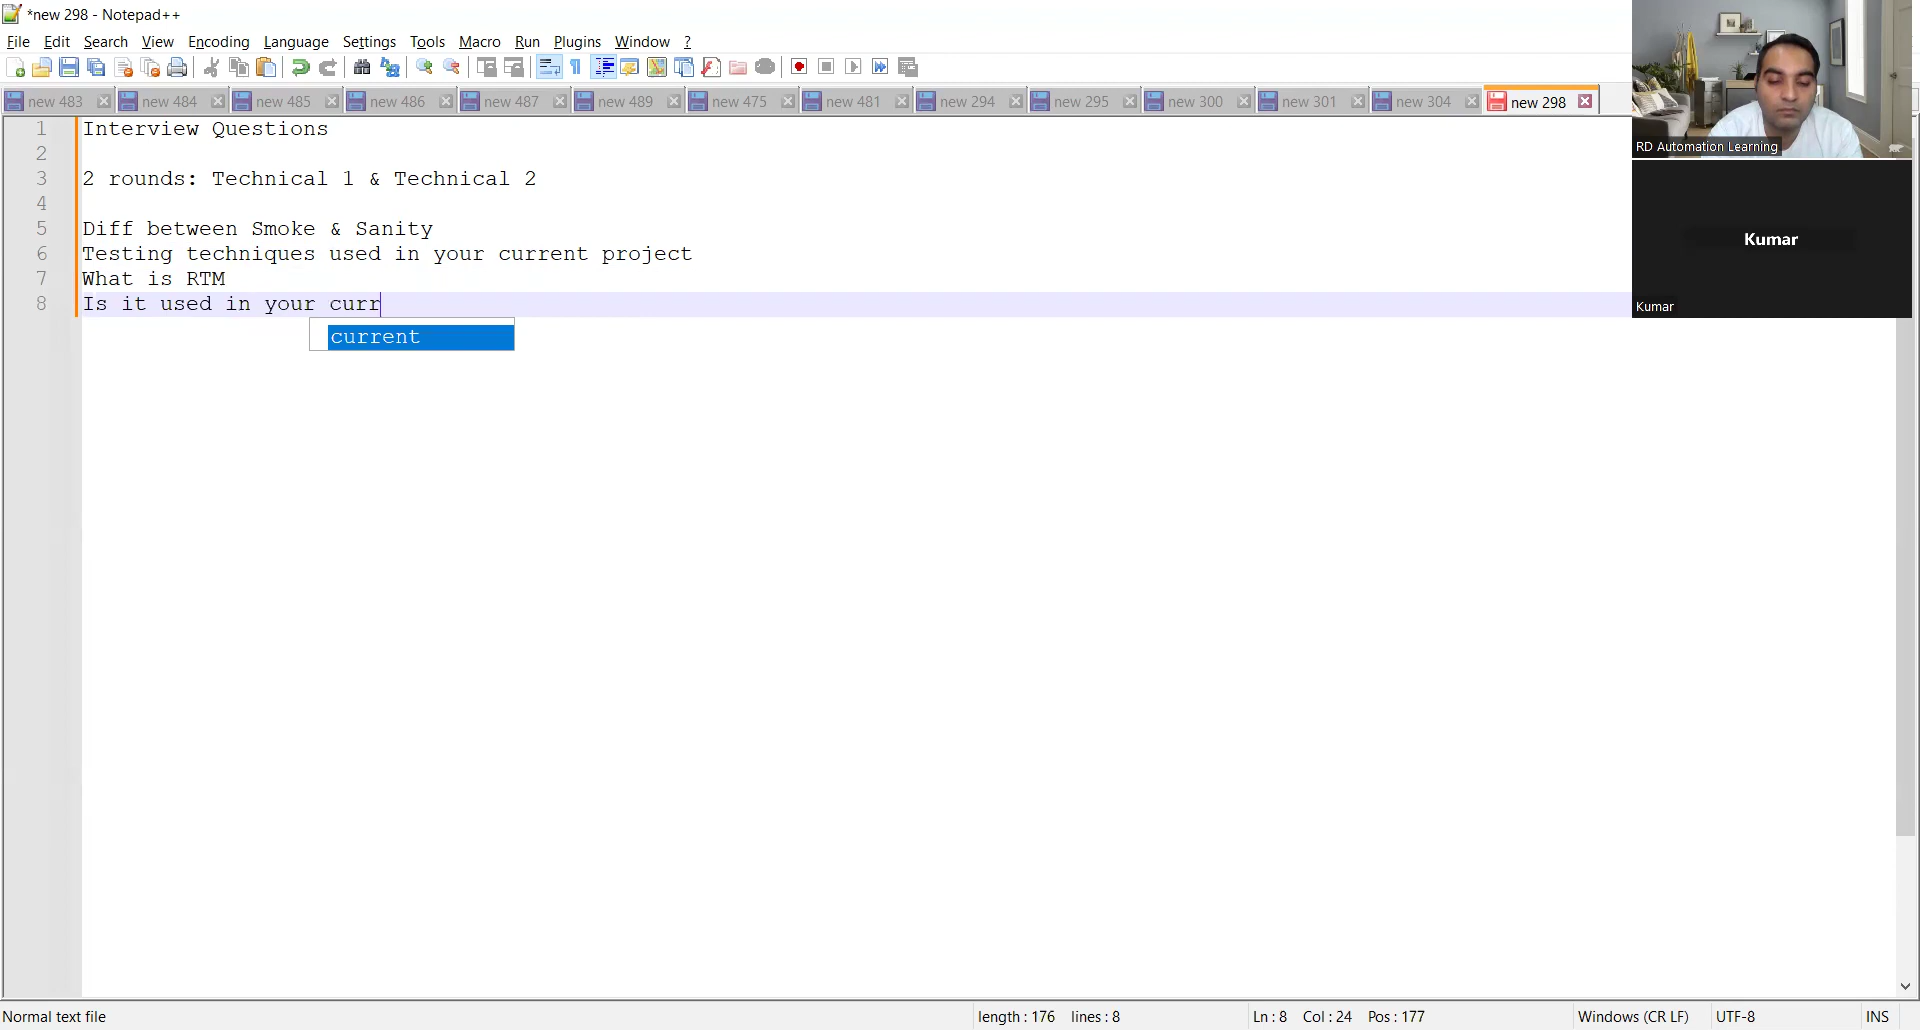 *new 298 - Notepad++
File Edit Search View Encoding Language Settings Tools Macro Run Plugins Window ?
new 483 new 484 new 485 new 486 new 487 new 489 new 475 new 481 new 294 new 295 new 300 new 301 new 304 new 298
1 Interview Questions
2
3 2 rounds: Technical 1 & Technical 2
4
5 Diff between Smoke & Sanity
6 Testing techniques used in your current project
7 What is RTM
8 Is it used in your curr
current
RD Automation Learning
Kumar
Kumar
Normal text file length : 176 lines : 8 Ln : 8 Col : 24 Pos : 177 Windows (CR LF) UTF-8 INS